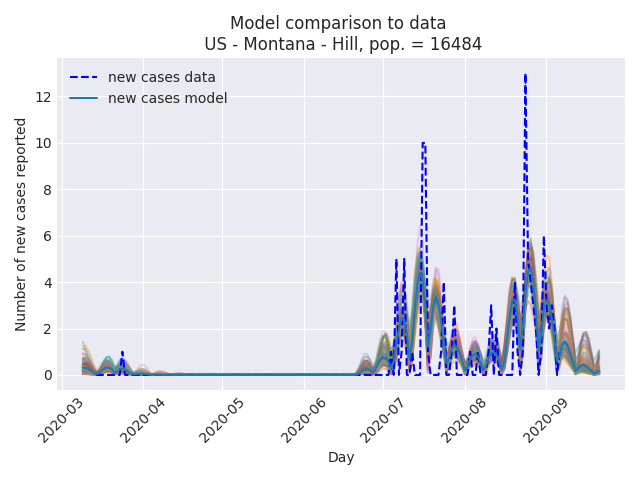 Model comparison to data
US - Montana - Hill, pop. = 16484
new cases data
new cases model
Number of new cases reported
12
10
8
6
4
2
0
2020-03
2020-04
2020-05
2020-06
2020-07
2020-08
2020-09
Day